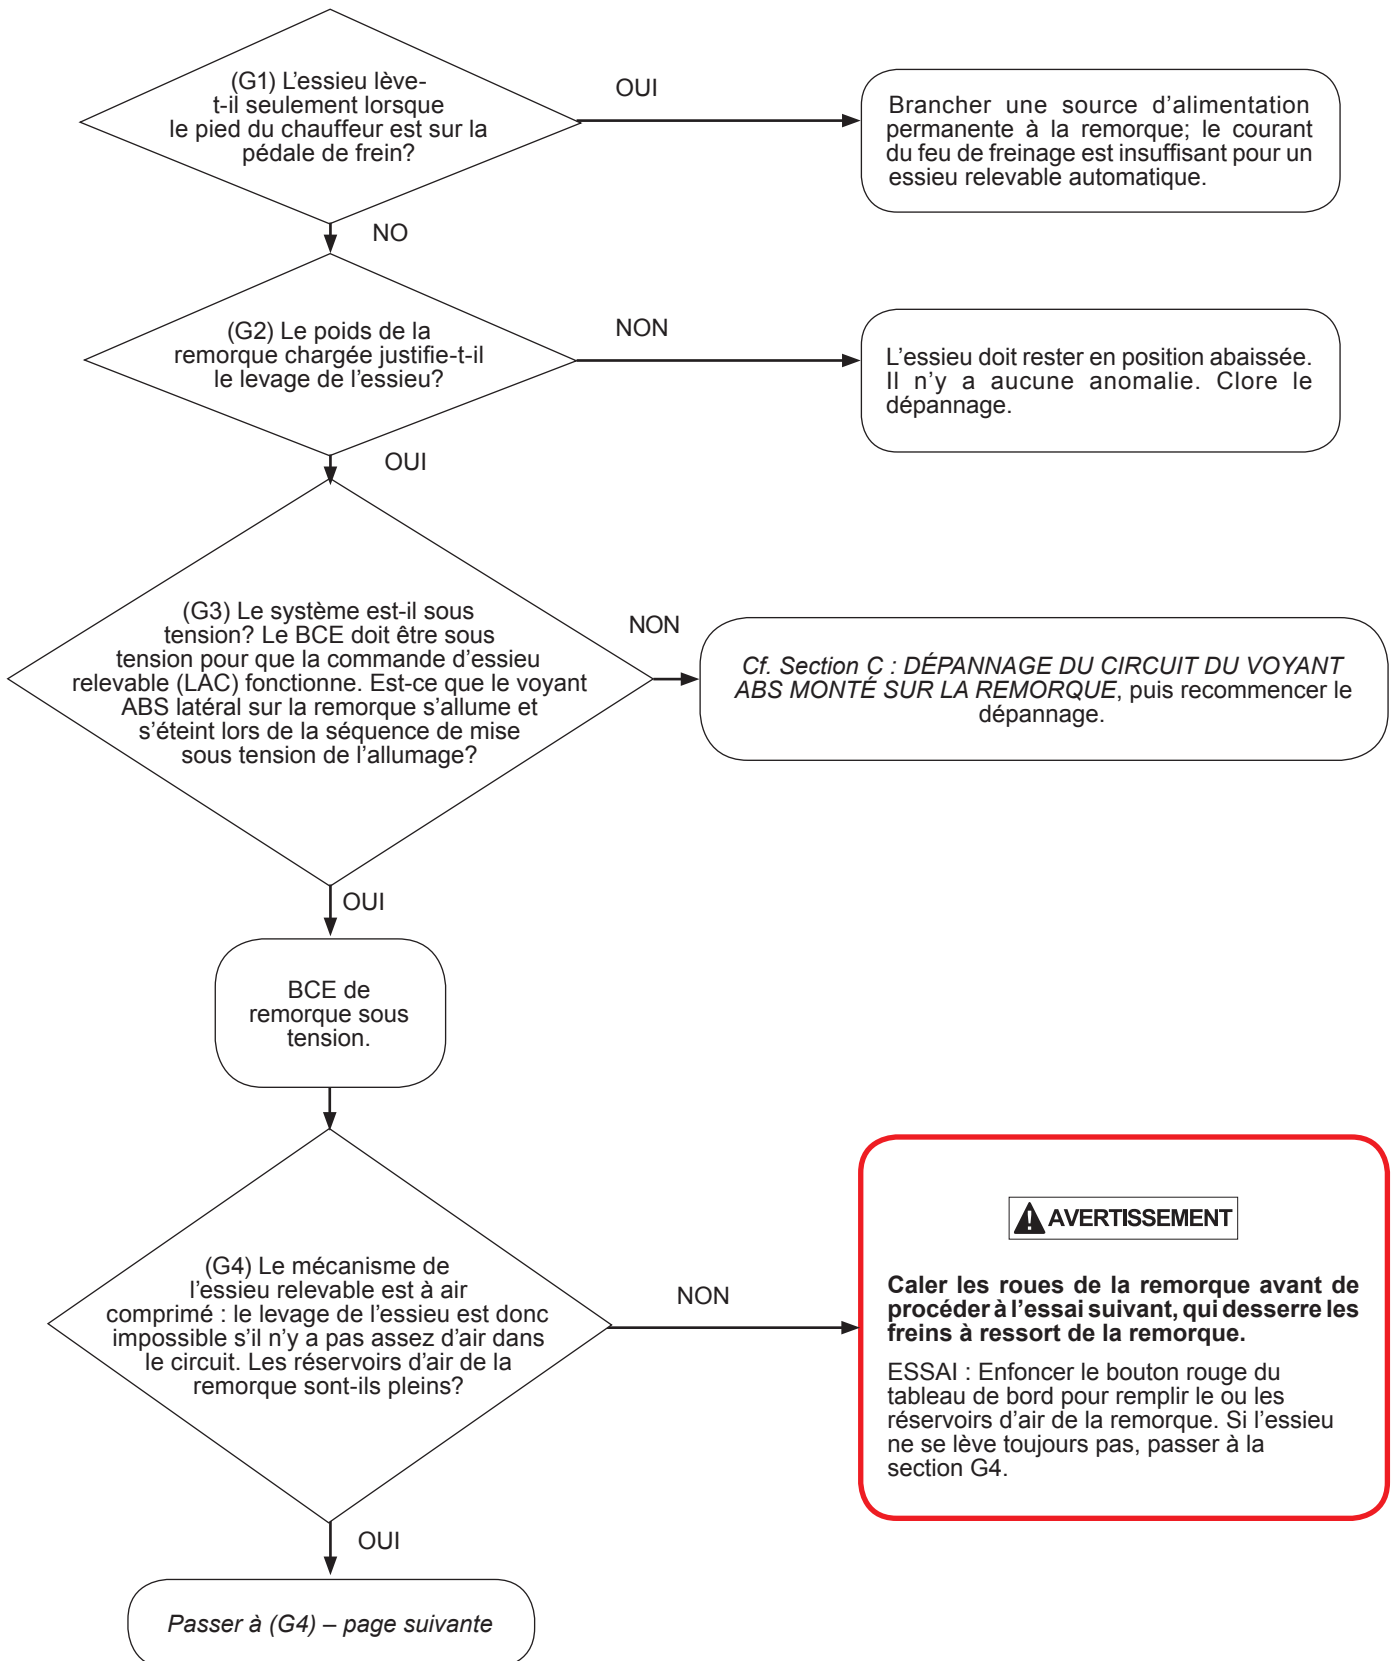 (G1) L'essieu lève-
t-il seulement lorsque
le pied du chauffeur est sur la
pédale de frein?
OUI
Brancher une source d'alimentation
permanente à la remorque; le courant
du feu de freinage est insuffisant pour un
essieu relevable automatique.
NO
(G2) Le poids de la
remorque chargée justifie-t-il
le levage de l'essieu?
NON
L'essieu doit rester en position abaissée.
Il n'y a aucune anomalie. Clore le
dépannage.
OUI
(G3) Le système est-il sous
tension? Le BCE doit être sous
tension pour que la commande d'essieu
relevable (LAC) fonctionne. Est-ce que le voyant
ABS latéral sur la remorque s'allume et
s'éteint lors de la séquence de mise
sous tension de l'allumage?
NON
Cf. Section C : DÉPANNAGE DU CIRCUIT DU VOYANT
ABS MONTÉ SUR LA REMORQUE, puis recommencer le
dépannage.
OUI
BCE de
remorque sous
tension.
(G4) Le mécanisme de
l'essieu relevable est à air
comprimé : le levage de l'essieu est donc
impossible s'il n'y a pas assez d'air dans
le circuit. Les réservoirs d'air de la
remorque sont-ils pleins?
NON
AVERTISSEMENT
Caler les roues de la remorque avant de
procéder à l'essai suivant, qui desserre les
freins à ressort de la remorque.
ESSAI : Enfoncer le bouton rouge du
tableau de bord pour remplir le ou les
réservoirs d'air de la remorque. Si l'essieu
ne se lève toujours pas, passer à la
section G4.
OUI
Passer à (G4) – page suivante